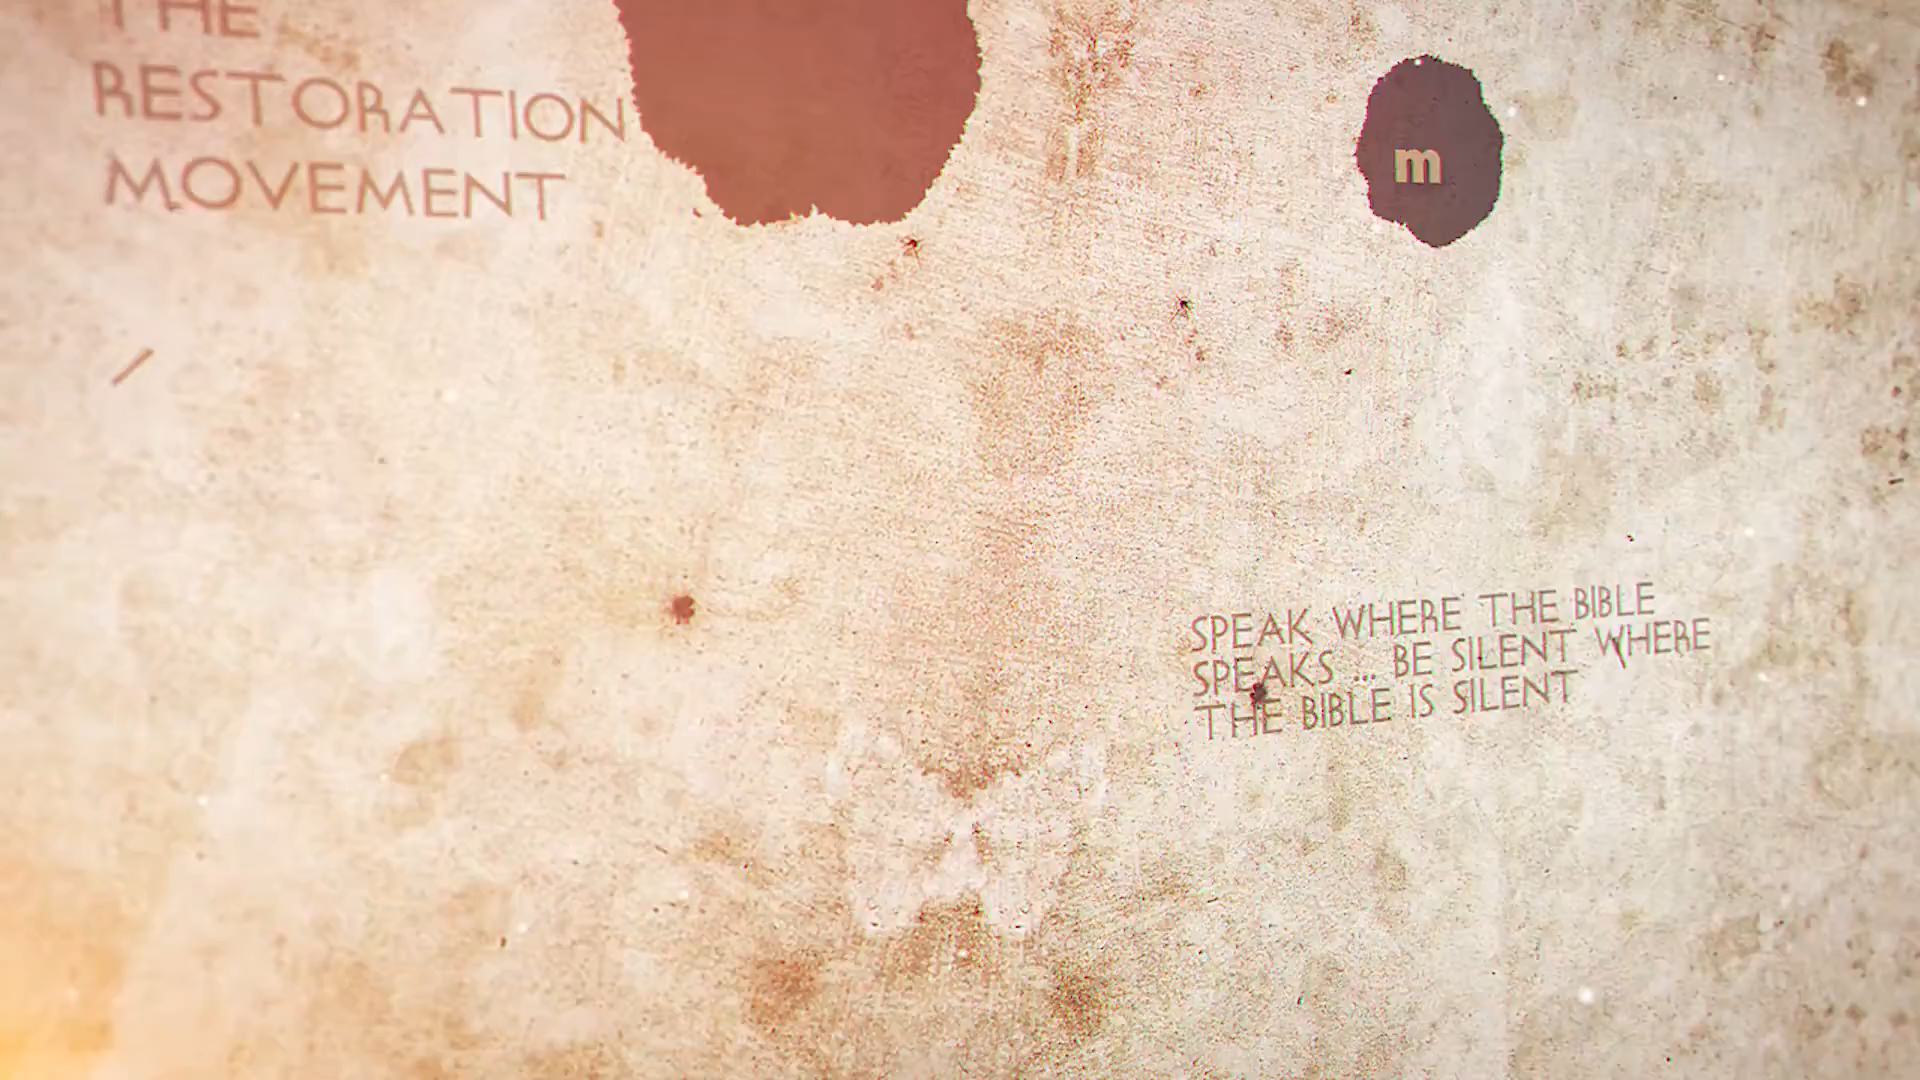 THE
RESTORATION
MOVEMENT
m
SPEAK WHERE THE BIBLE
SPEAKS ... BE SILENT WHERE
THE BIBLE IS SILENT